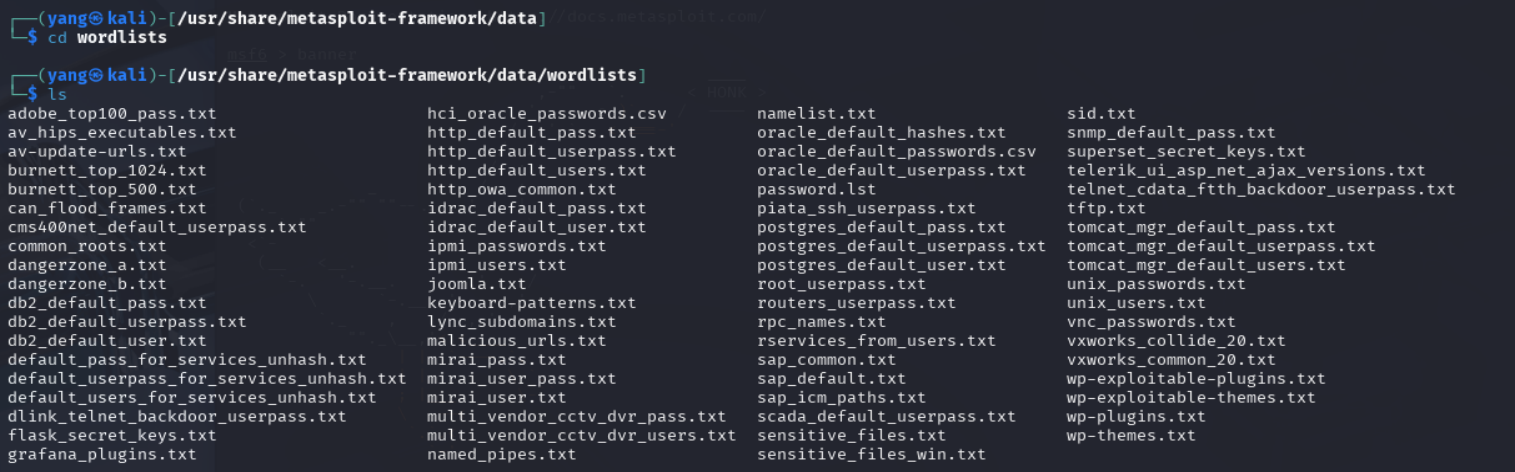 ┌──(yang㉿kali)-[/usr/share/metasploit-framework/data]
└─$ cd wordlists
┌──(yang㉿kali)-[/usr/share/metasploit-framework/data/wordlists]
└─$ ls
adobe_top100_pass.txt hci_oracle_passwords.csv namelist.txt sid.txt
av_hips_executables.txt http_default_pass.txt oracle_default_hashes.txt snmp_default_pass.txt
av-update-urls.txt http_default_userpass.txt oracle_default_passwords.csv superset_secret_keys.txt
burnett_top_1024.txt http_default_users.txt oracle_default_userpass.txt telerik_ui_asp_net_ajax_versions.txt
burnett_top_500.txt http_owa_common.txt password.lst telnet_cdata_ftth_backdoor_userpass.txt
can_flood_frames.txt idrac_default_pass.txt piata_ssh_userpass.txt tftp.txt
cms400net_default_userpass.txt idrac_default_user.txt postgres_default_pass.txt tomcat_mgr_default_pass.txt
common_roots.txt ipmi_passwords.txt postgres_default_userpass.txt tomcat_mgr_default_userpass.txt
dangerzone_a.txt ipmi_users.txt postgres_default_user.txt tomcat_mgr_default_users.txt
dangerzone_b.txt joomla.txt root_userpass.txt unix_passwords.txt
db2_default_pass.txt keyboard-patterns.txt routers_userpass.txt unix_users.txt
db2_default_userpass.txt lync_subdomains.txt rpc_names.txt vnc_passwords.txt
db2_default_user.txt malicious_urls.txt rservices_from_users.txt vxworks_collide_20.txt
default_pass_for_services_unhash.txt mirai_pass.txt sap_common.txt vxworks_common_20.txt
default_userpass_for_services_unhash.txt mirai_user_pass.txt sap_default.txt wp-exploitable-plugins.txt
default_users_for_services_unhash.txt mirai_user.txt sap_icm_paths.txt wp-exploitable-themes.txt
dlink_telnet_backdoor_userpass.txt multi_vendor_cctv_dvr_pass.txt scada_default_userpass.txt wp-plugins.txt
flask_secret_keys.txt multi_vendor_cctv_dvr_users.txt sensitive_files.txt wp-themes.txt
grafana_plugins.txt named_pipes.txt sensitive_files_win.txt